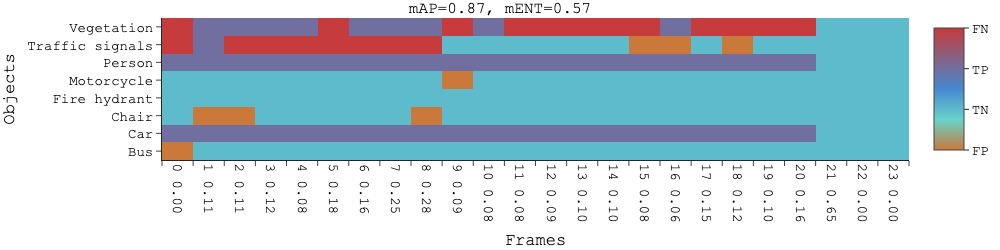 mAP=0.87, mENT=0.57
Objects
Vegetation
Traffic signals
Person
Motorcycle
Fire hydrant
Chair
Car
Bus
0 0.00
1 0.11
2 0.11
3 0.12
4 0.08
5 0.18
6 0.16
7 0.25
8 0.28
9 0.09
10 0.08
11 0.08
12 0.09
13 0.10
14 0.10
15 0.08
16 0.06
17 0.15
18 0.12
19 0.10
20 0.16
21 0.65
22 0.00
23 0.00
Frames
FN
TP
TN
FP